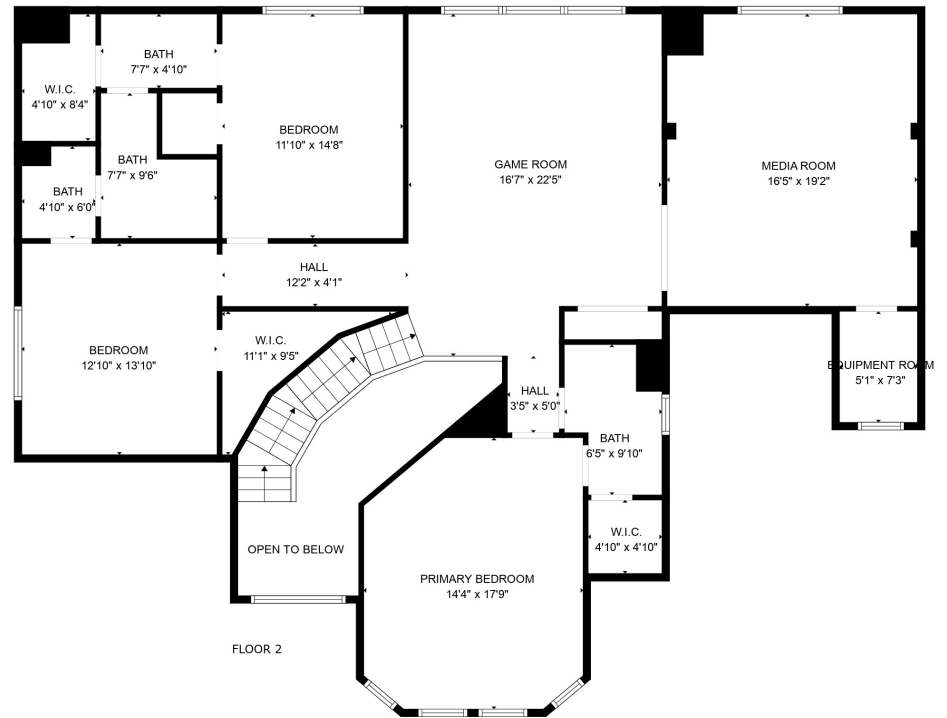 BATH
7'7" x 4'10"
W.I.C.
4'10" x 8'4"
BEDROOM
11'10" x 14'8"
BATH
7'7" x 9'6"
GAME ROOM
16'7" x 22'5"
MEDIA ROOM
16'5" x 19'2"
BATH
4'10" x 6'0"
HALL
12'2" x 4'1"
BEDROOM
12'10" x 13'10"
W.I.C.
11'1" x 9'5"
EQUIPMENT ROOM
5'1" x 7'3"
HALL
3'5" x 5'0"
BATH
6'5" x 9'10"
W.I.C.
4'10" x 4'10"
OPEN TO BELOW
PRIMARY BEDROOM
14'4" x 17'9"
FLOOR 2